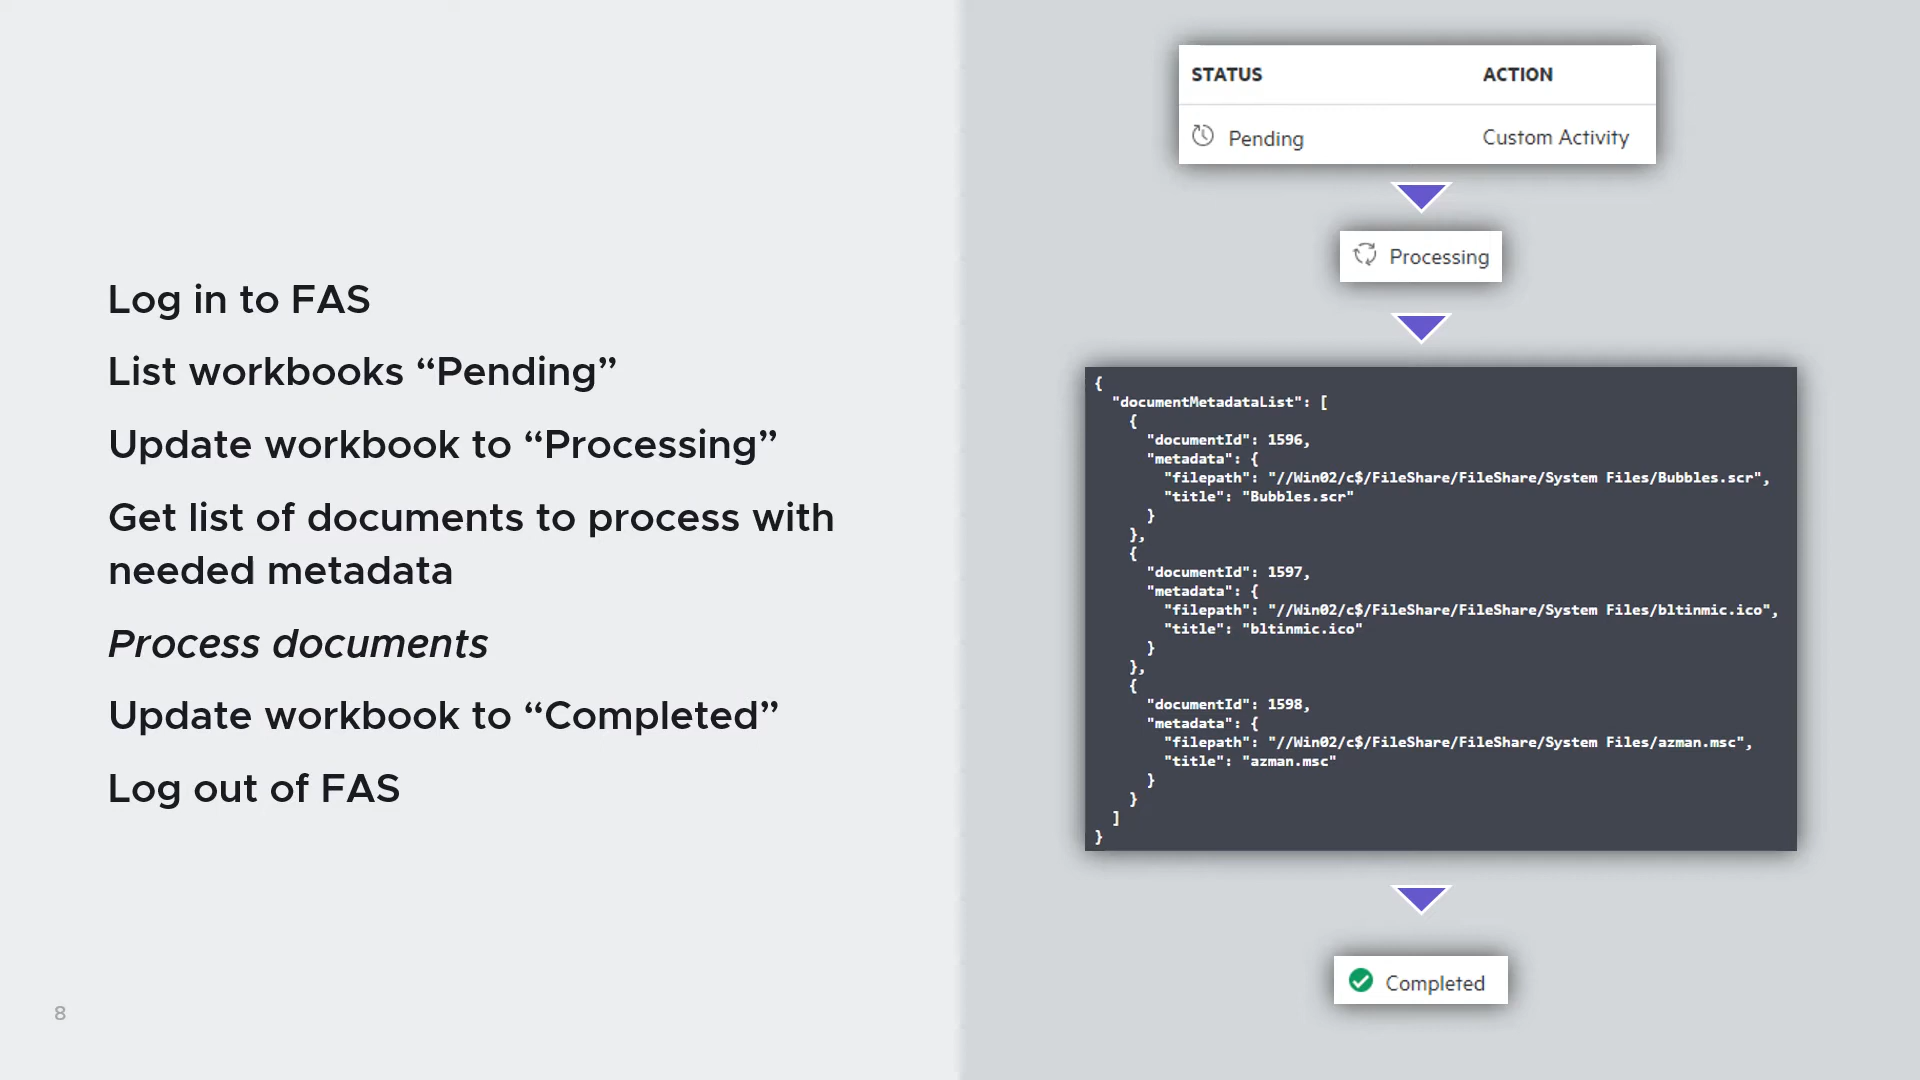 Log in to FAS
List workbooks “Pending”
Update workbook to “Processing”
Get list of documents to process with
needed metadata
Process documents
Update workbook to “Completed”
Log out of FAS
8
STATUS ACTION
Pending Custom Activity
Processing
{
"documentMetadataList": [
{
"documentId": 1596,
"metadata": {
"filepath": "//Win02/c$/FileShare/FileShare/System Files/Bubbles.scr",
"title": "Bubbles.scr"
}
},
{
"documentId": 1597,
"metadata": {
"filepath": "//Win02/c$/FileShare/FileShare/System Files/bltinmic.ico",
"title": "bltinmic.ico"
}
},
{
"documentId": 1598,
"metadata": {
"filepath": "//Win02/c$/FileShare/FileShare/System Files/azman.msc",
"title": "azman.msc"
}
}
]
}
Completed